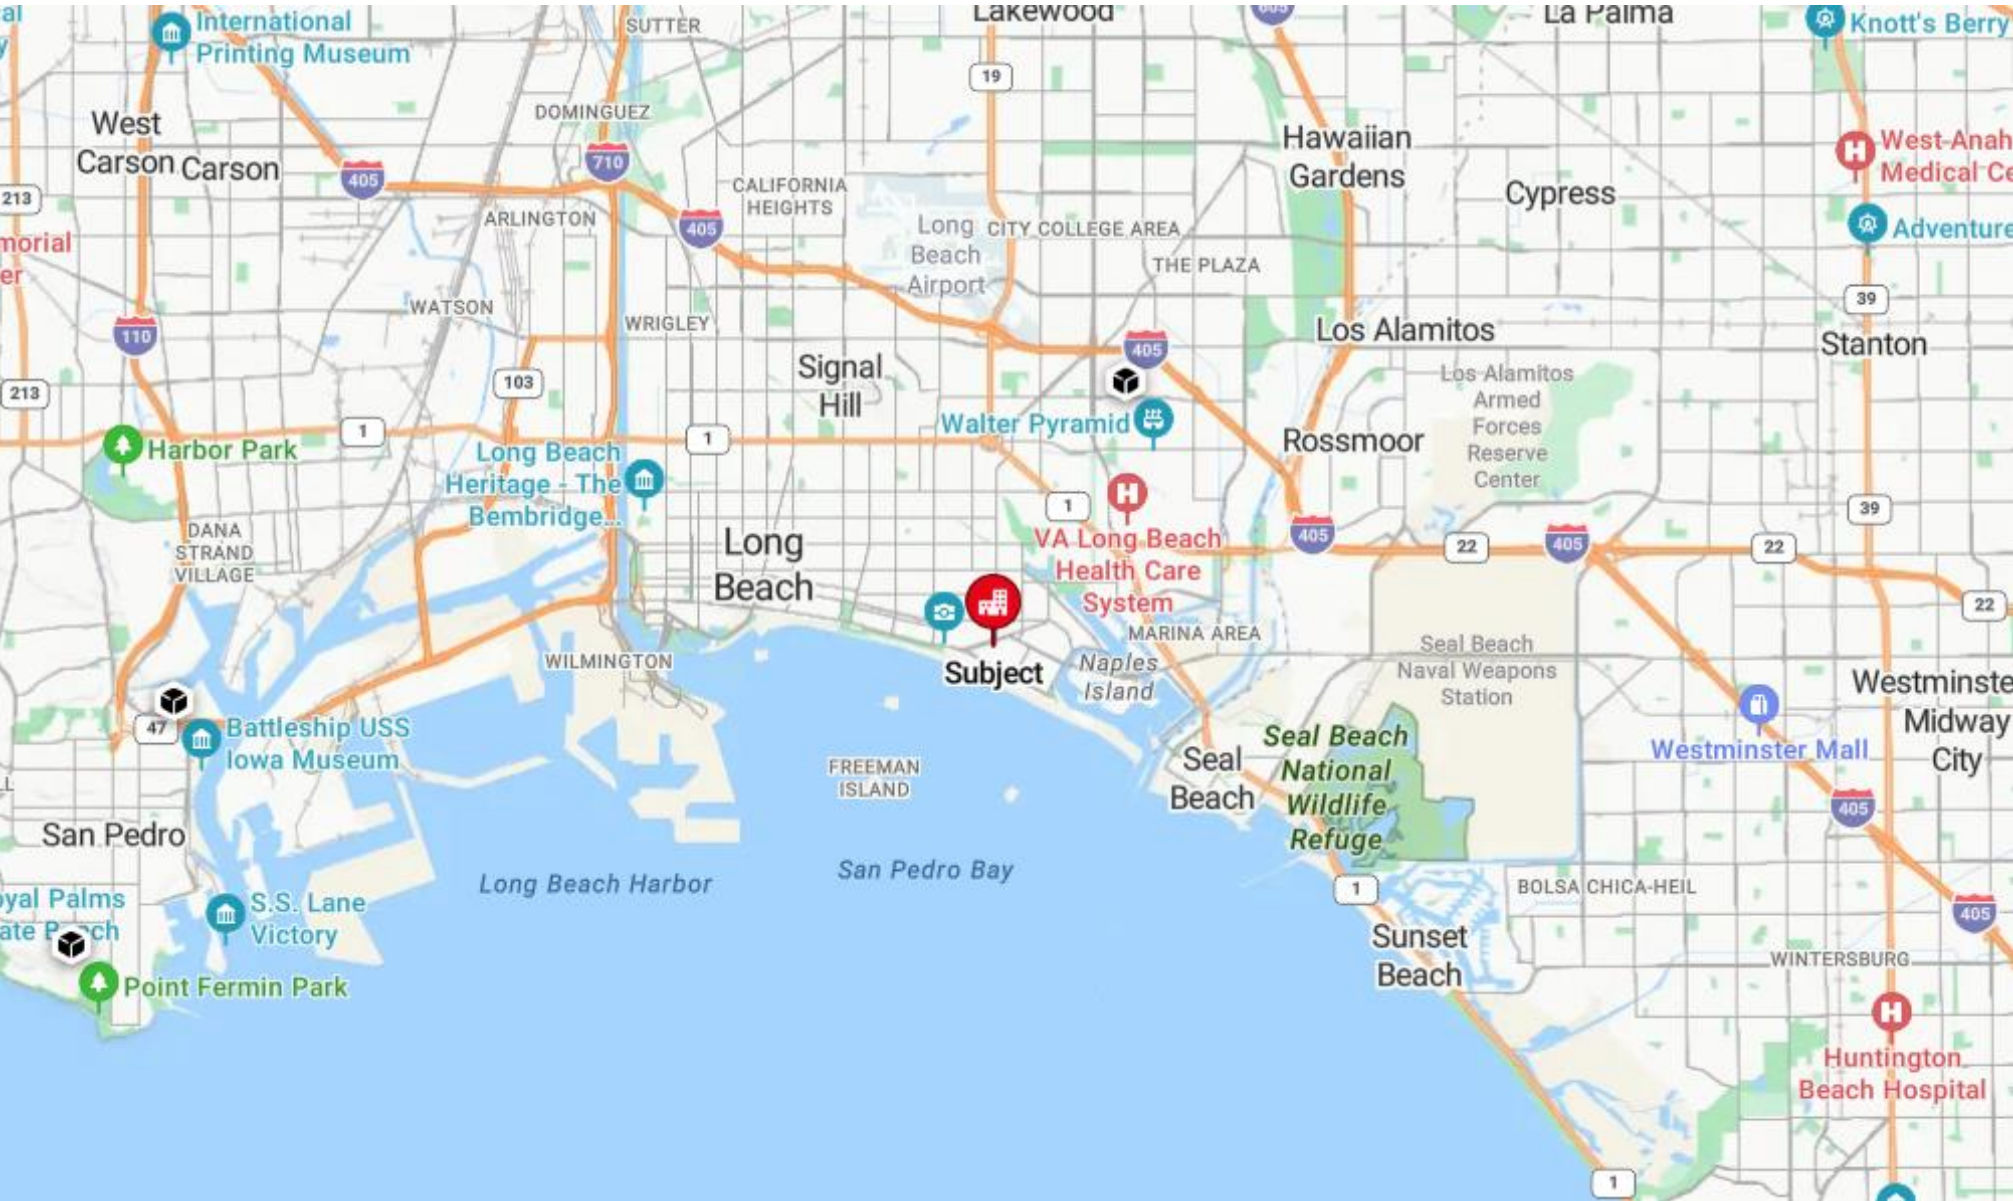 International
Printing Museum
SUTTER
Lakewood
605
La Palma
Knott's Berry
19
DOMINGUEZ
West
Carson
Carson
405
710
Hawaiian
Gardens
West-Anah
Medical Ce
CALIFORNIA
HEIGHTS
Cypress
213
ARLINGTON
405
Long
Beach
Airport
CITY COLLEGE AREA
Adventure
morial
er
THE PLAZA
39
WATSON
WRIGLEY
110
Los Alamitos
Stanton
405
Signal
Hill
103
213
Los Alamitos
Armed
Forces
Reserve
Center
Walter Pyramid
1
1
Harbor Park
Rossmoor
Long Beach
Heritage - The
Bembridge...
1
39
DANA
STRAND
VILLAGE
Long
Beach
VA Long Beach
Health Care
System
405
22
405
22
22
MARINA AREA
WILMINGTON
Subject
Naples
Island
Seal Beach
Naval Weapons
Station
Westminste
Midway
City
47
Battleship USS
Iowa Museum
Westminster Mall
Seal Beach
National
Wildlife
Refuge
Seal
Beach
FREEMAN
ISLAND
405
San Pedro
Long Beach Harbor
San Pedro Bay
1
BOLSA CHICA-HEIL
oyal Palms
ate B ch
S.S. Lane
Victory
405
Sunset
Beach
WINTERSBURG
Point Fermin Park
Huntington
Beach Hospital
1